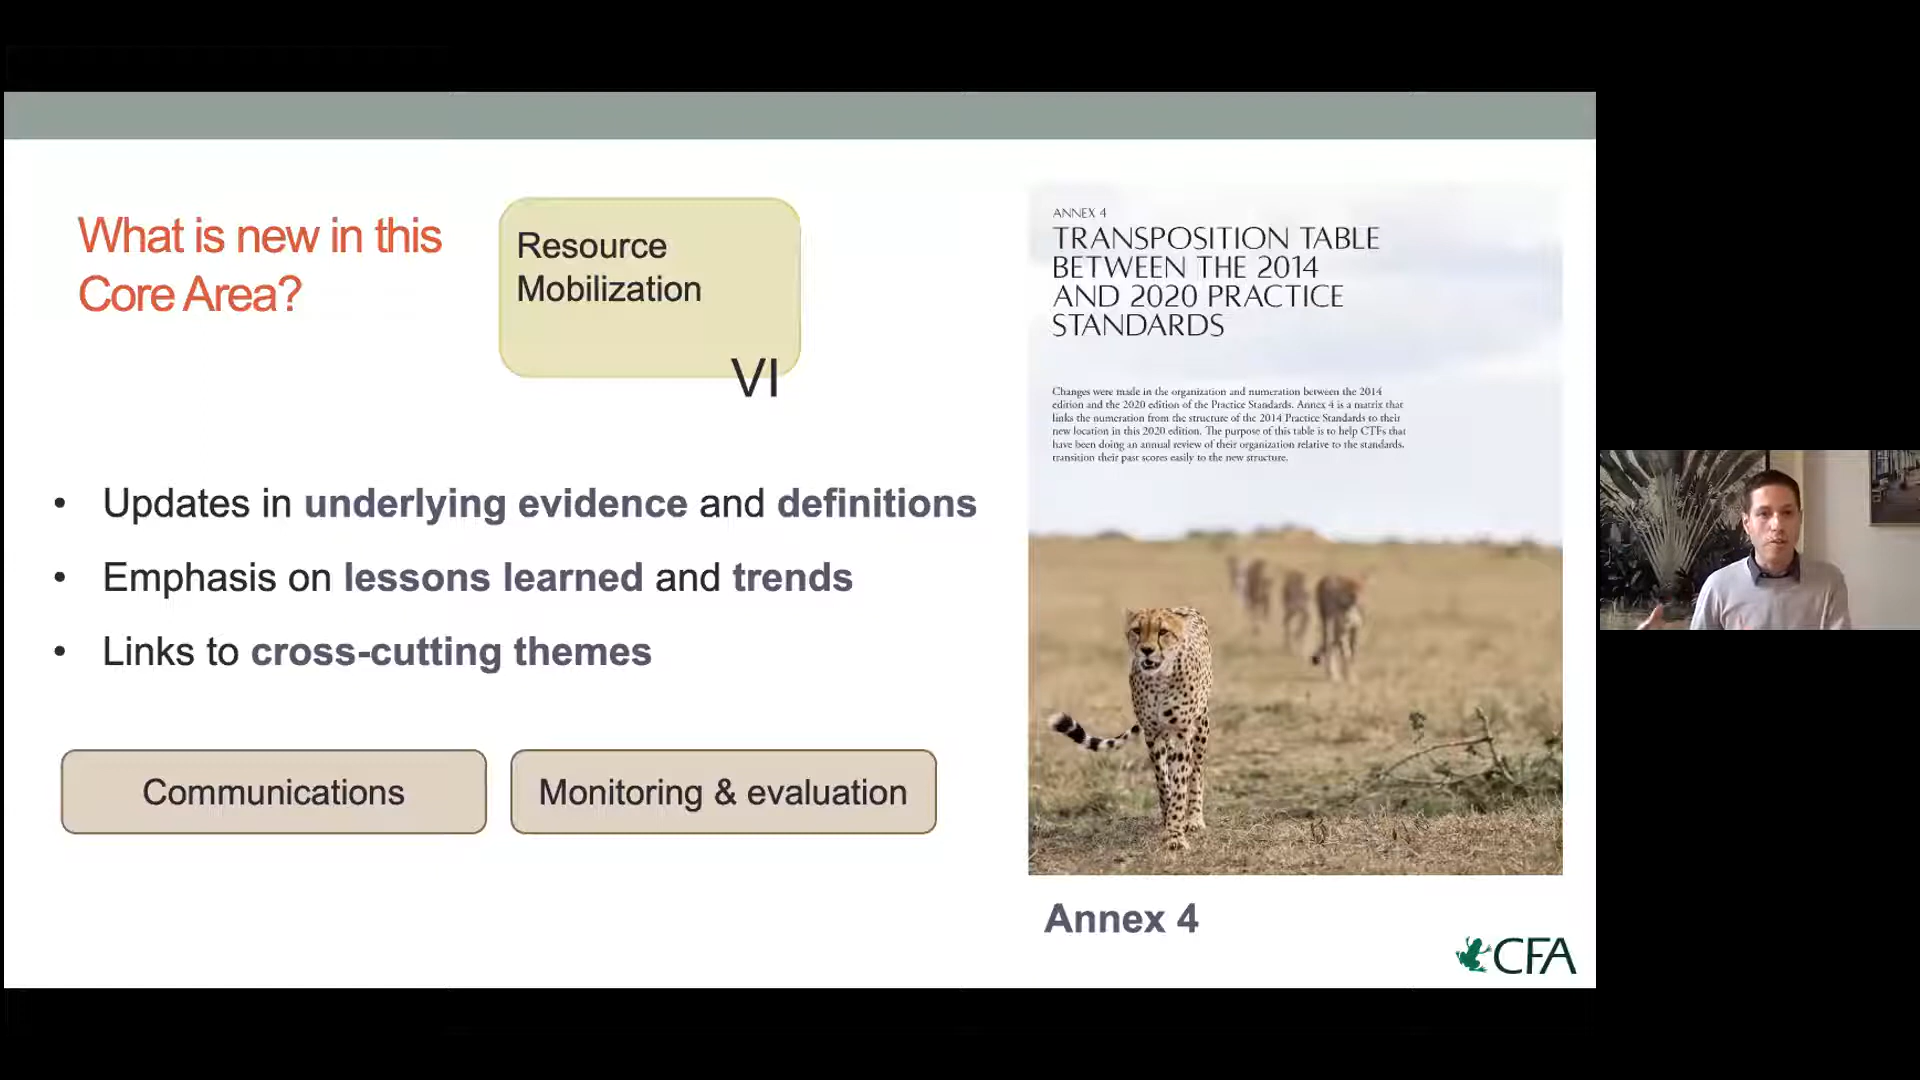 What is new in this
Core Area?
Resource
Mobilization
VI
• Updates in underlying evidence and definitions
• Emphasis on lessons learned and trends
• Links to cross-cutting themes
Communications
Monitoring & evaluation
ANNEX 4
TRANSPOSITION TABLE
BETWEEN THE 2014
AND 2020 PRACTICE
STANDARDS
Changes were made in the organization and numeration between the 2014
edition and the 2020 edition of the Practice Standards. Annex 4 is a matrix that
links the numeration from the structure of the 2014 Practice Standards to their
new location in this 2020 edition. The purpose of this table is to help CTFs that
have been doing an annual review of their organization relative to the standards,
transition their past scores easily to the new structure.
Annex 4
CFA